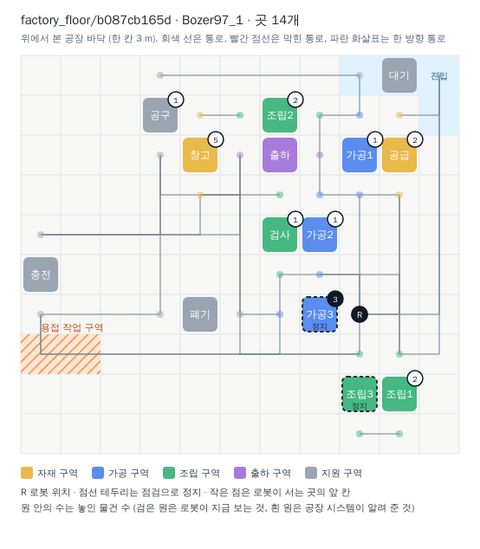 factory_floor/b087cb165d · Bozer97_1 · 곳 14개
위에서 본 공장 바닥 (한 칸 3 m). 회색 선은 통로, 빨간 점선은 막힌 통로, 파란 화살표는 한 방향 통로
대기
진입
1
2
공구
조립2
5
1
2
창고
출하
가공1
공급
1
1
검사
가공2
충전
3
폐기
가공3
정지
R
용접 작업 구역
2
조립3
정지
조립1
자재 구역
가공 구역
조립 구역
출하 구역
지원 구역
R 로봇 위치 · 점선 테두리는 점검으로 정지 · 작은 점은 로봇이 서는 곳의 앞 칸
원 안의 수는 놓인 물건 수 (검은 원은 로봇이 지금 보는 것, 흰 원은 공장 시스템이 알려 준 것)